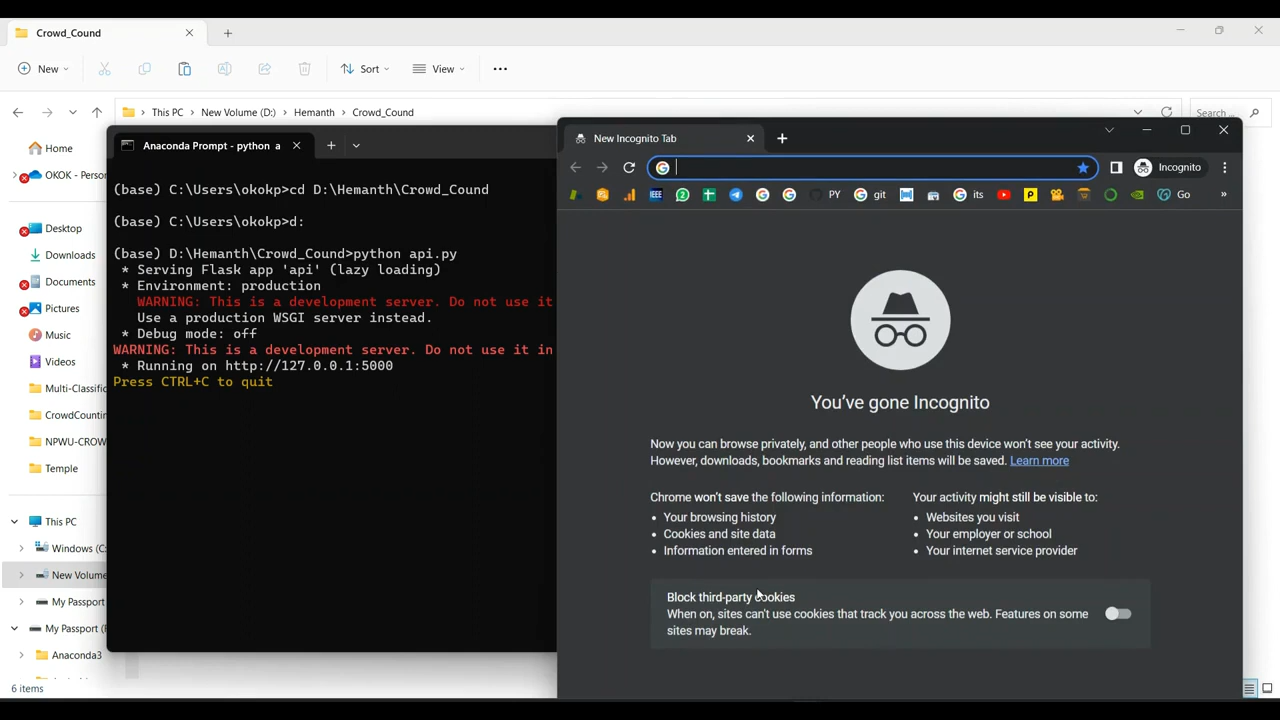 Crowd_Cound
New
Sort
View
This PC
New Volume (D:)
Hemanth
Crowd_Cound
Search
Home
OKOK - Person
Desktop
Downloads
Documents
Pictures
Music
Videos
Multi-Classific
CrowdCountin
NPWU-CROW
Temple
This PC
Windows (C:
New Volume
My Passport
My Passport (
Anaconda3
6 items
Anaconda Prompt - python a
(base) C:\Users\okokp>cd D:\Hemanth\Crowd_Cound
(base) C:\Users\okokp>d:
(base) D:\Hemanth\Crowd_Cound>python api.py
* Serving Flask app 'api' (lazy loading)
* Environment: production
WARNING: This is a development server. Do not use it
Use a production WSGI server instead.
* Debug mode: off
WARNING: This is a development server. Do not use it in
* Running on http://127.0.0.1:5000
Press CTRL+C to quit
New Incognito Tab
Incognito
IEEE
PY
git
its
Go
»
You've gone Incognito
Now you can browse privately, and other people who use this device won't see your activity.
However, downloads, bookmarks and reading list items will be saved. Learn more
Chrome won't save the following information:
• Your browsing history
• Cookies and site data
• Information entered in forms
Your activity might still be visible to:
• Websites you visit
• Your employer or school
• Your internet service provider
Block third-party cookies
When on, sites can't use cookies that track you across the web. Features on some
sites may break.